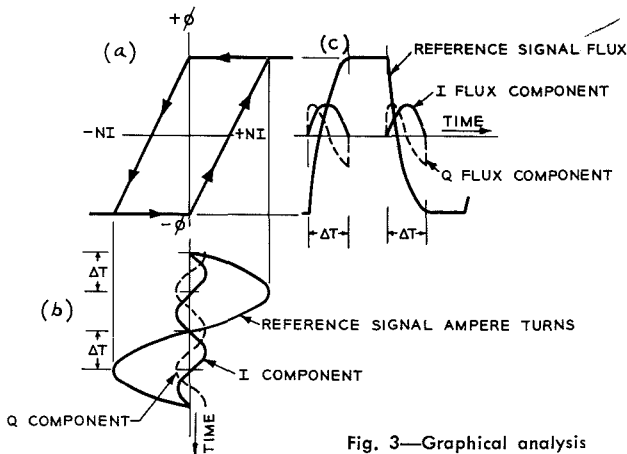 +φ
(a)
(c)
REFERENCE SIGNAL FLUX
I FLUX COMPONENT
TIME
-NI
+NI
Q FLUX COMPONENT
-φ
ΔT
ΔT
ΔT
(b)
REFERENCE SIGNAL AMPERE TURNS
ΔT
I COMPONENT
Q COMPONENT
TIME
Fig. 3—Graphical analysis